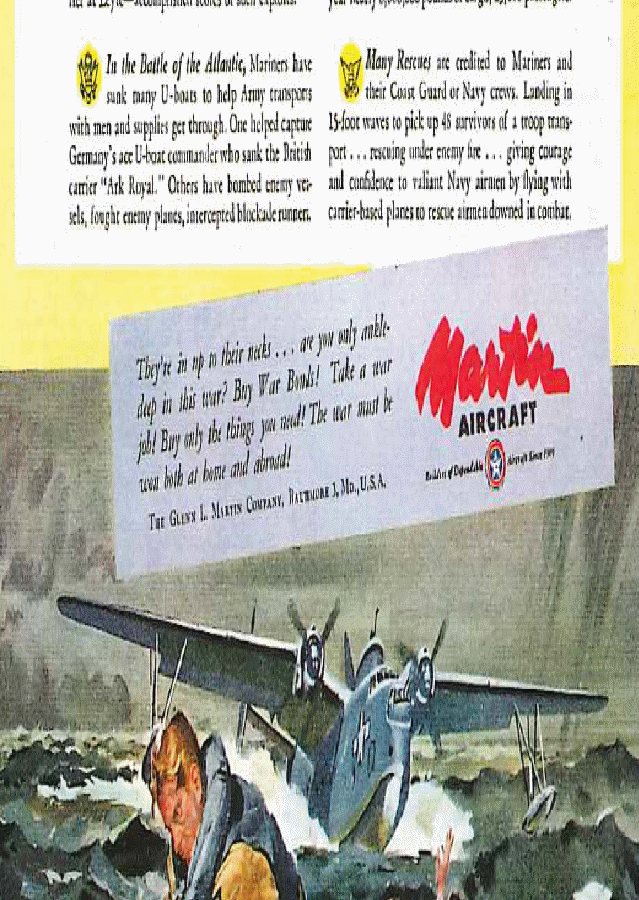 In the Battle of the Atlantic, Mariners have
sunk many U-boats to help Army transports
with men and supplies get through. One helped capture
Germany's ace U-boat commander who sank the British
carrier "Ark Royal." Others have bombed enemy ves-
sels, fought enemy planes, intercepted blockade runners.
Many Rescues are credited to Mariners and
their Coast Guard or Navy crews. Landing in
15-foot waves to pick up 48 survivors of a troop trans-
port . . . rescuing under enemy fire . . . giving courage
and confidence to valiant Navy airmen by flying with
carrier-based planes to rescue airmen downed in combat.
They're in up to their necks . . . are you only ankle-
deep in this war? Buy War Bonds! Take a war
job! Buy only the things you need! The war must be
won both at home and abroad!
THE GLENN L. MARTIN COMPANY, BALTIMORE 3, MD., U.S.A.
Martin
AIRCRAFT
Builders of Dependable Aircraft Since 1909